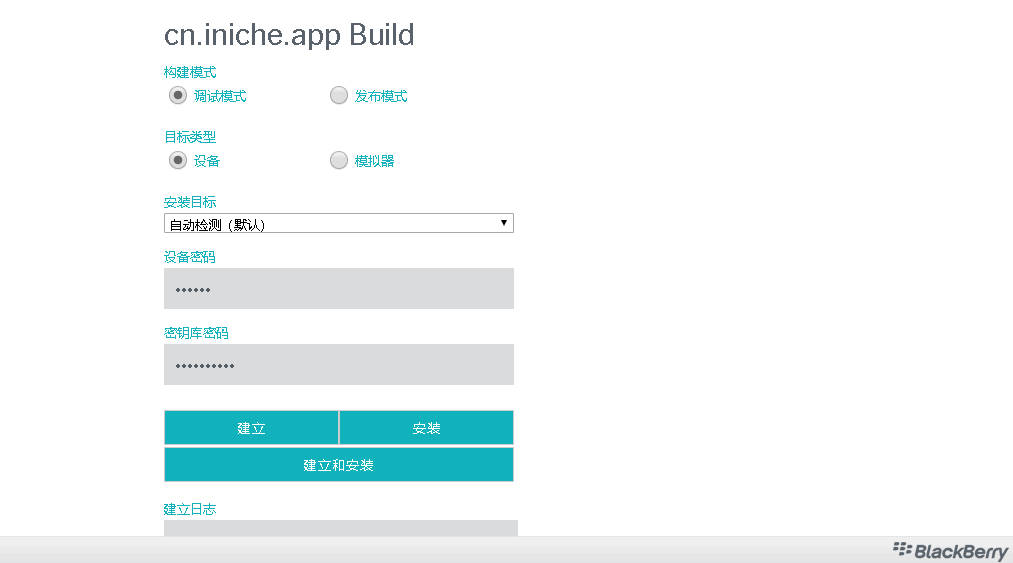 cn.iniche.app Build
构建模式
调试模式 发布模式
目标类型
设备 模拟器
安装目标
自动检测（默认）
设备密码
••••••
密钥库密码
••••••••••
建立 安装
建立和安装
建立日志
BlackBerry